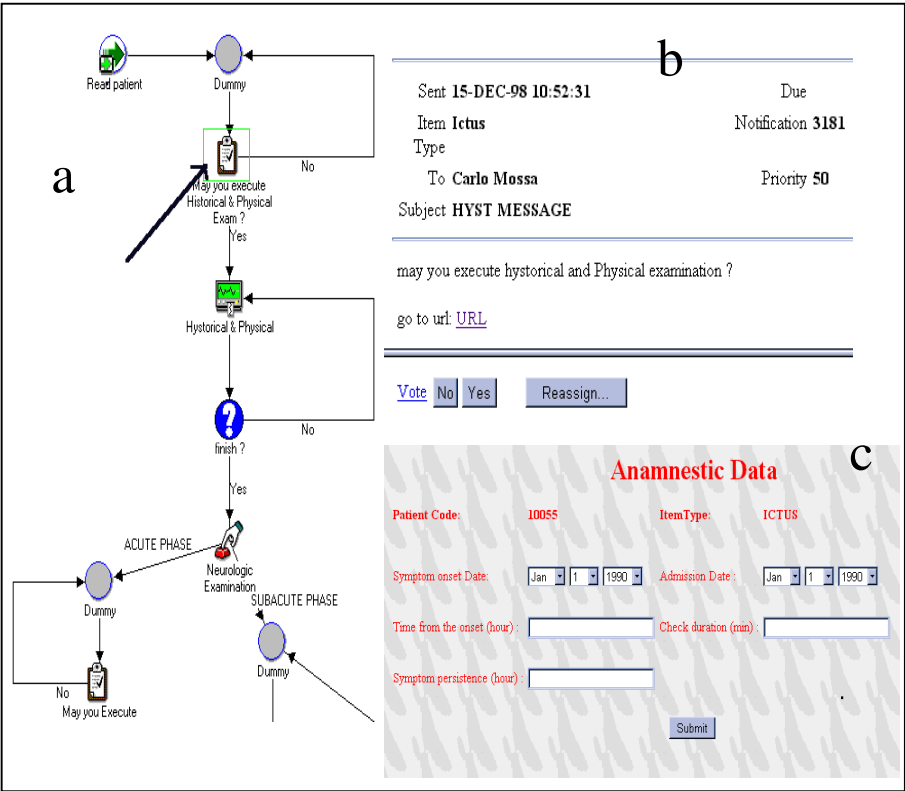 a
Read patient
Dummy
No
May you execute
Historical & Physical
Exam ?
Yes
Hystorical & Physical
finish ?
No
Yes
Neurologic
Examination
ACUTE PHASE
SUBACUTE PHASE
Dummy
Dummy
No
May you Execute
b
Sent 15-DEC-98 10:52:31 Due
Item Ictus Notification 3181
Type
To Carlo Mossa Priority 50
Subject HYST MESSAGE
may you execute hystorical and Physical examination ?
go to url: URL
Vote No Yes Reassign...
c
Anamnestic Data
Patient Code: 10055 ItemType: ICTUS
Symptom onset Date: Jan 1 1990 Admission Date : Jan 1 1990
Time from the onset (hour) : Check duration (min) :
Symptom persistence (hour) :
Submit